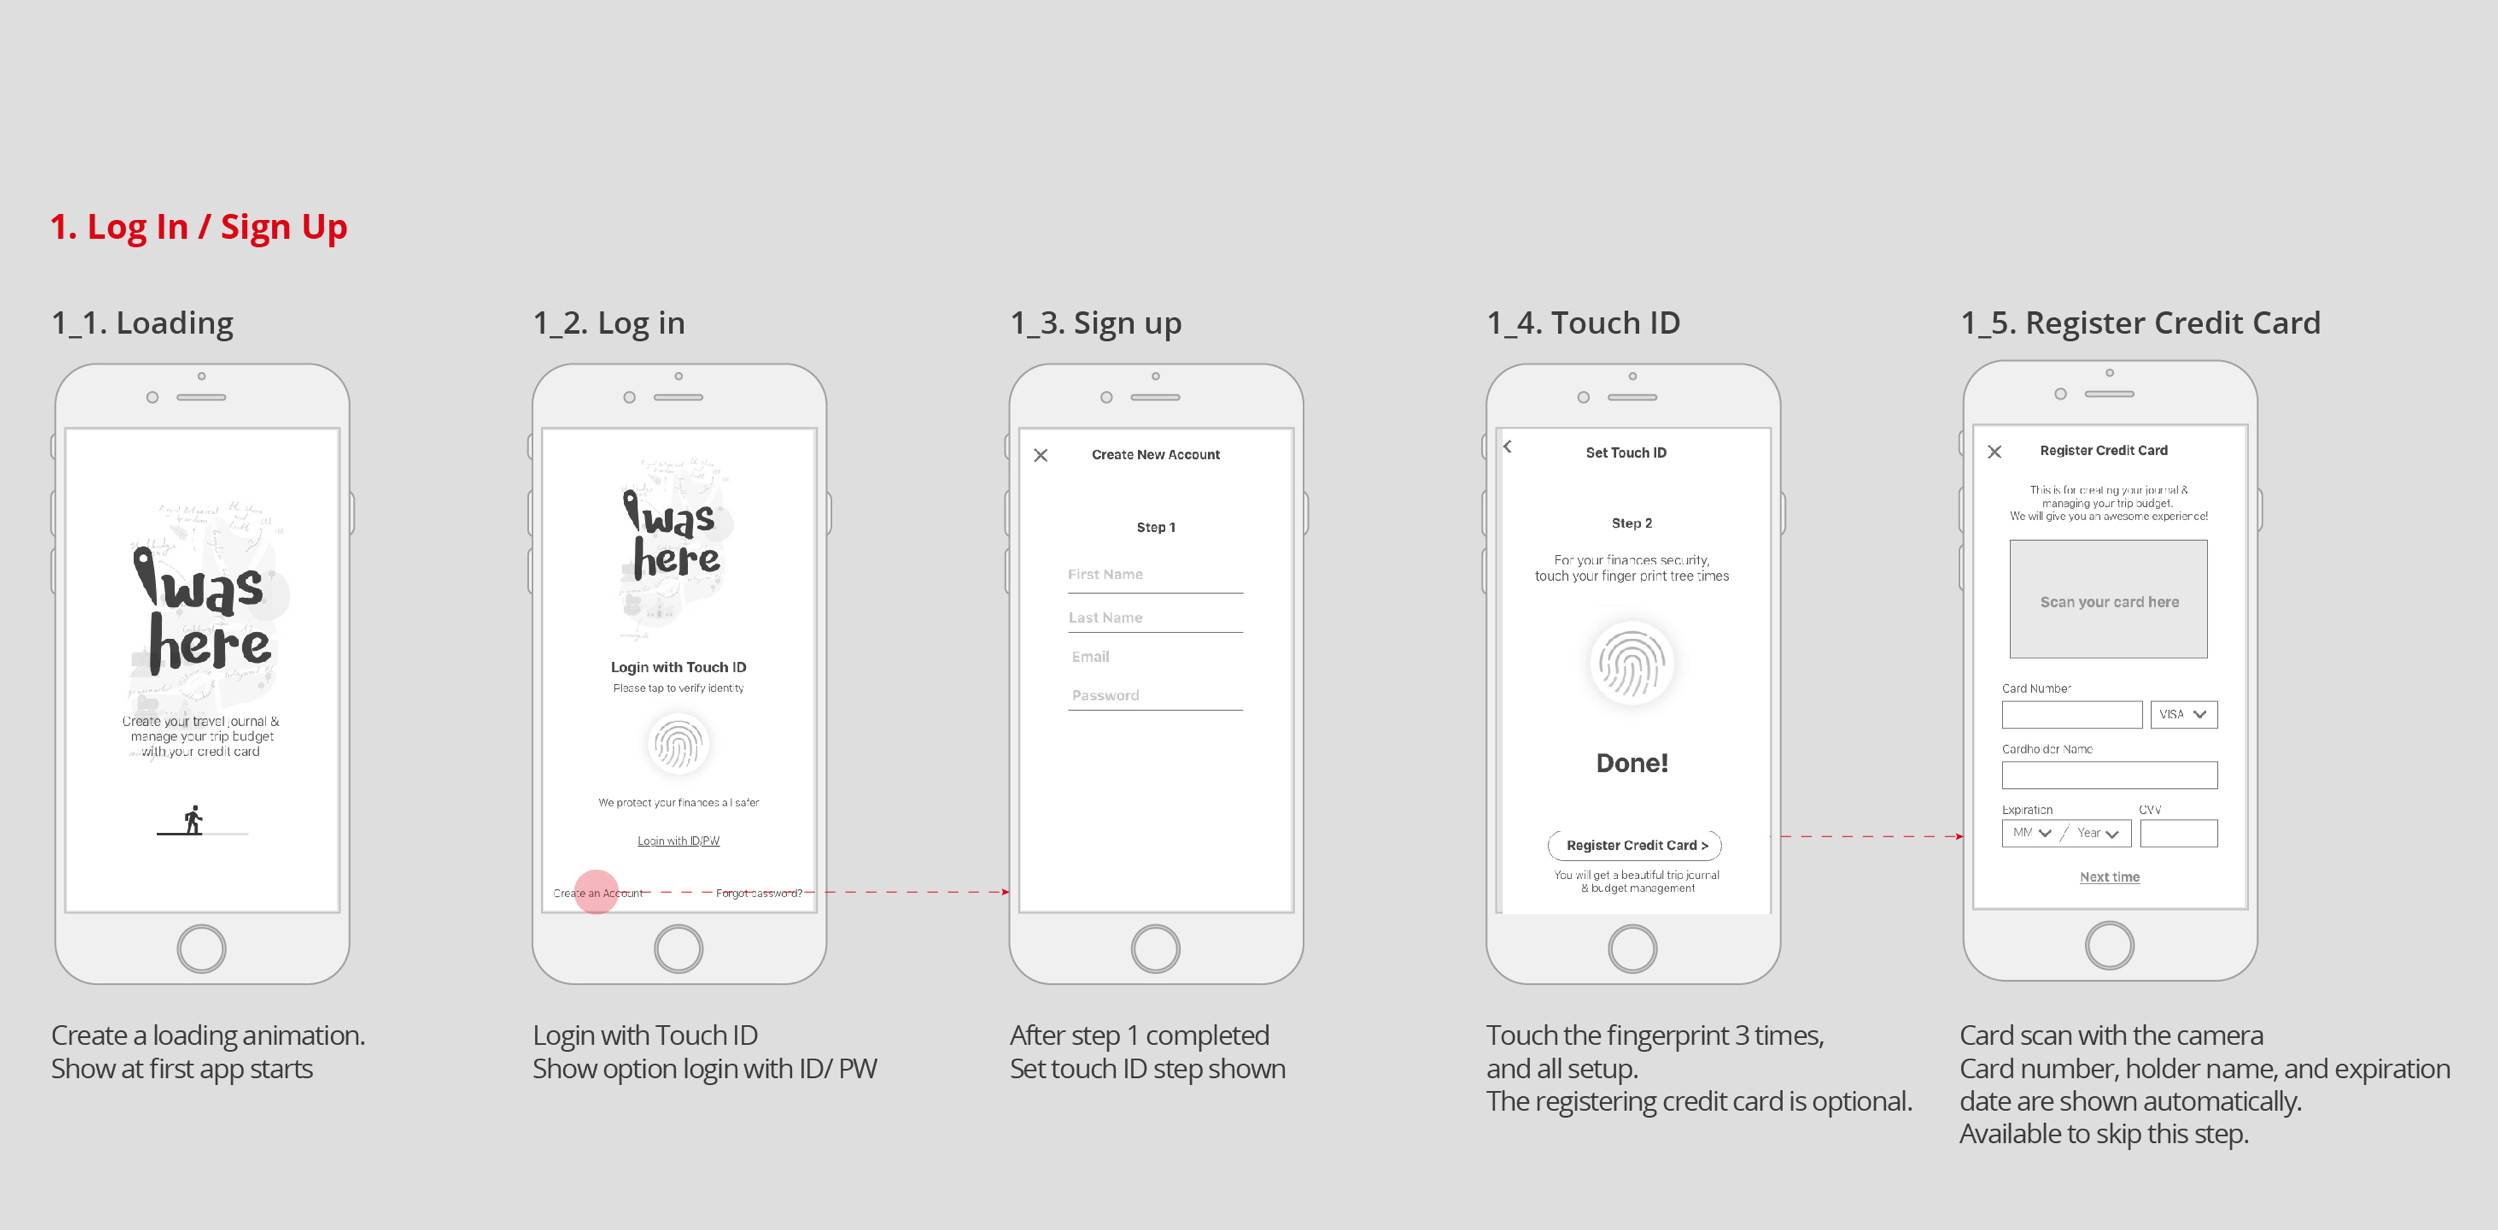 1. Log In / Sign Up
1_1. Loading
I was
here
Create your travel journal &
manage your trip budget
with your credit card
Create a loading animation.
Show at first app starts
1_2. Log in
I was
here
Login with Touch ID
Please tap to verify identity
We protect your finances all safer
Login with ID/PW
Create an Account
Forgot password?
Login with Touch ID
Show option login with ID/ PW
1_3. Sign up
Create New Account
Step 1
First Name
Last Name
Email
Password
After step 1 completed
Set touch ID step shown
1_4. Touch ID
Set Touch ID
Step 2
For your finances security,
touch your finger print tree times
Done!
Register Credit Card >
You will get a beautiful trip journal
& budget management
Touch the fingerprint 3 times,
and all setup.
The registering credit card is optional.
1_5. Register Credit Card
Register Credit Card
This is for creating your journal &
managing your trip budget.
We will give you an awesome experience!
Scan your card here
Card Number
VISA
Cardholder Name
Expiration CVV
MM / Year
Next time
Card scan with the camera
Card number, holder name, and expiration
date are shown automatically.
Available to skip this step.